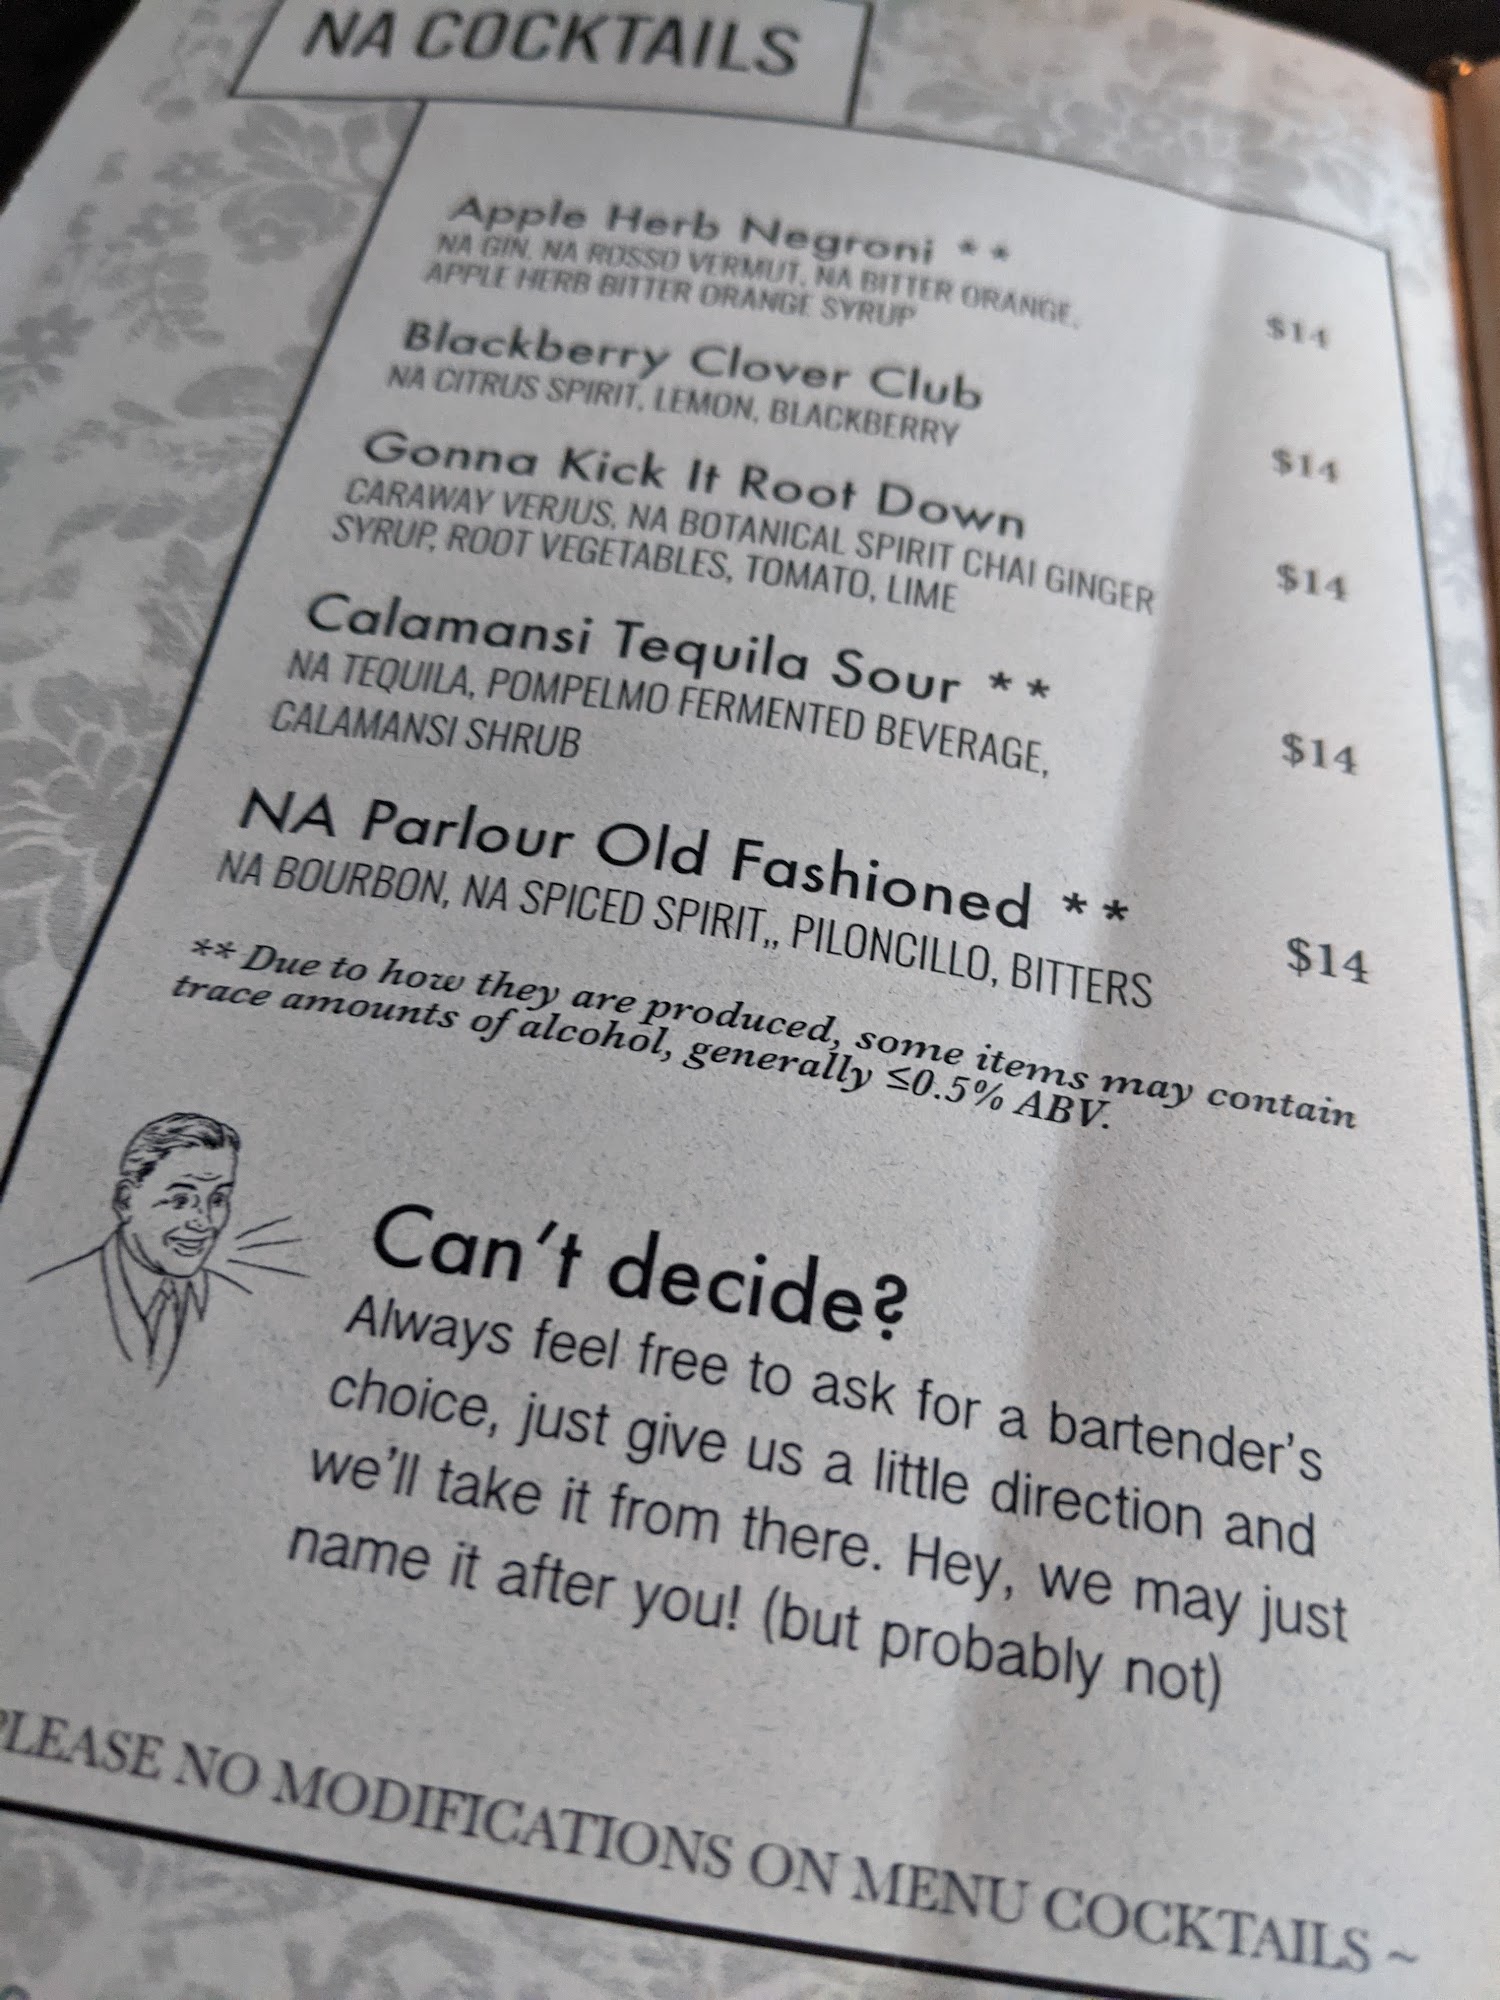 NA COCKTAILS
Apple Herb Negroni **
NA GIN, NA ROSSO VERMUT, NA BITTER ORANGE,
APPLE HERB BITTER ORANGE SYRUP
$14
Blackberry Clover Club
NA CITRUS SPIRIT, LEMON, BLACKBERRY
$14
Gonna Kick It Root Down
CARAWAY VERJUS, NA BOTANICAL SPIRIT CHAI GINGER
SYRUP, ROOT VEGETABLES, TOMATO, LIME
$14
Calamansi Tequila Sour **
NA TEQUILA, POMPELMO FERMENTED BEVERAGE,
CALAMANSI SHRUB
$14
NA Parlour Old Fashioned **
NA BOURBON, NA SPICED SPIRIT,, PILONCILLO, BITTERS
$14
** Due to how they are produced, some items may contain
trace amounts of alcohol, generally ≤0.5% ABV.
Can't decide?
Always feel free to ask for a bartender's
choice, just give us a little direction and
we'll take it from there. Hey, we may just
name it after you! (but probably not)
PLEASE NO MODIFICATIONS ON MENU COCKTAILS ~